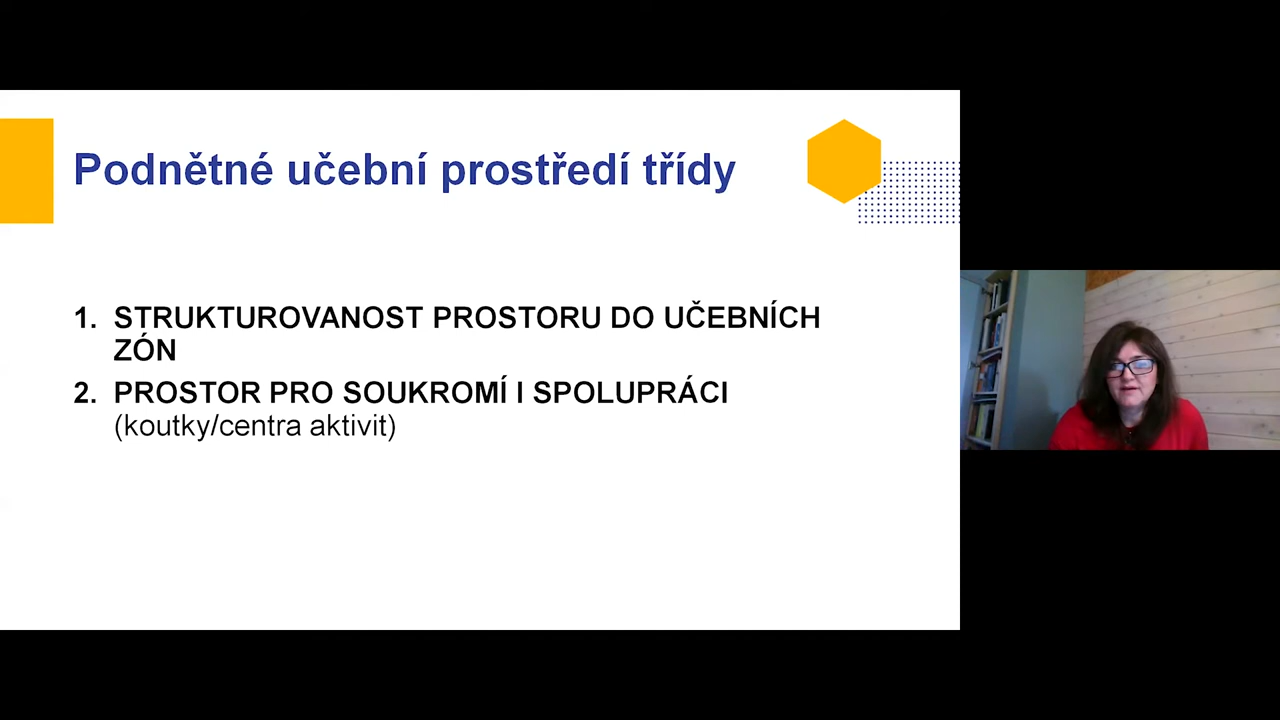 Podnětné učební prostředí třídy
1. STRUKTUROVANOST PROSTORU DO UČEBNÍCH
ZÓN
2. PROSTOR PRO SOUKROMÍ I SPOLUPRÁCI
(koutky/centra aktivit)